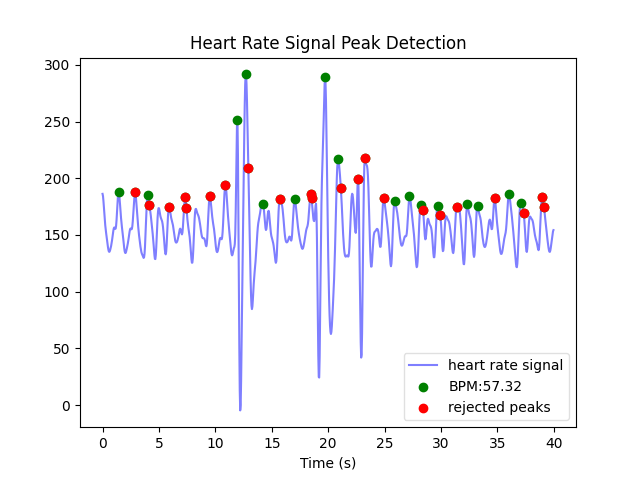 Heart Rate Signal Peak Detection
300
250
200
150
100
50
0
heart rate signal
BPM:57.32
rejected peaks
0 5 10 15 20 25 30 35 40
Time (s)